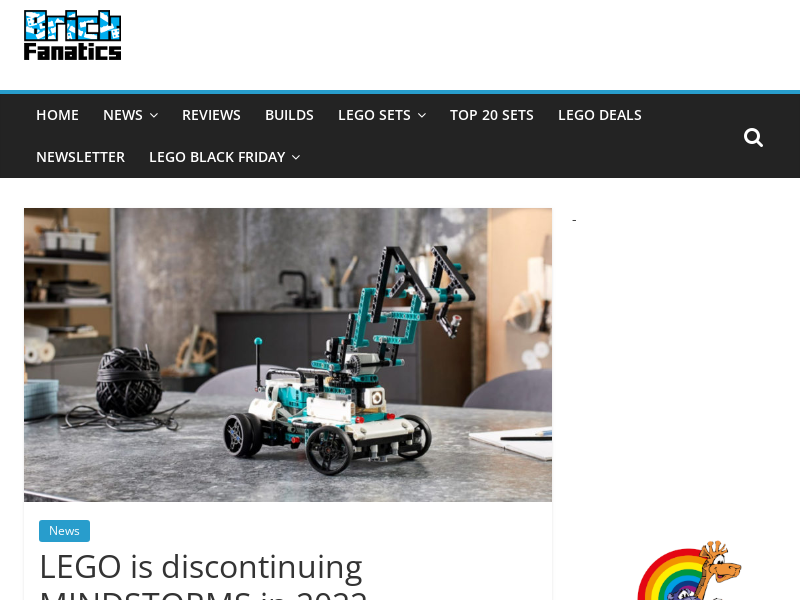 Brick
Fanatics
HOME NEWS REVIEWS BUILDS LEGO SETS TOP 20 SETS LEGO DEALS
NEWSLETTER LEGO BLACK FRIDAY
-
News
LEGO is discontinuing
MINDSTORMS in 2022